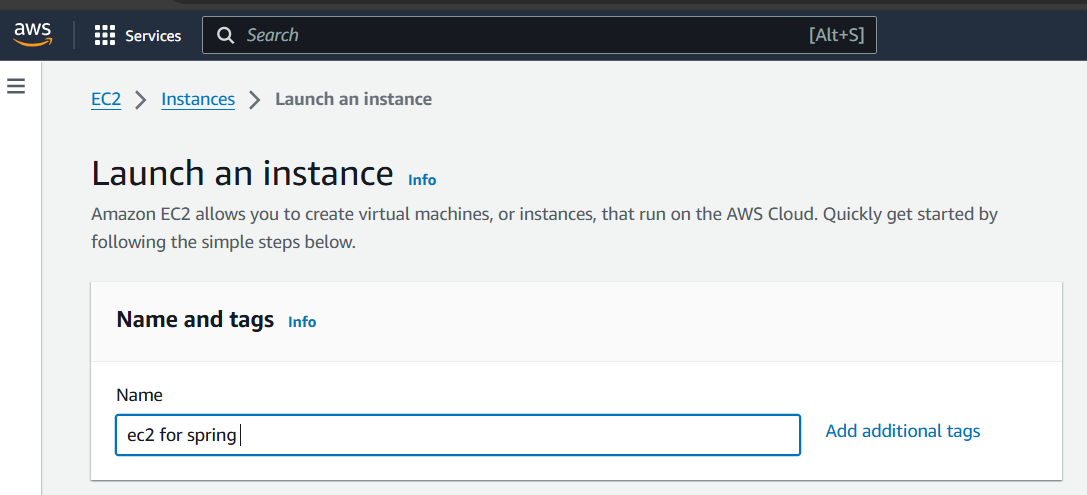 aws
Services
Search
[Alt+S]
EC2 > Instances > Launch an instance
Launch an instance Info
Amazon EC2 allows you to create virtual machines, or instances, that run on the AWS Cloud. Quickly get started by
following the simple steps below.
Name and tags Info
Name
ec2 for spring
Add additional tags